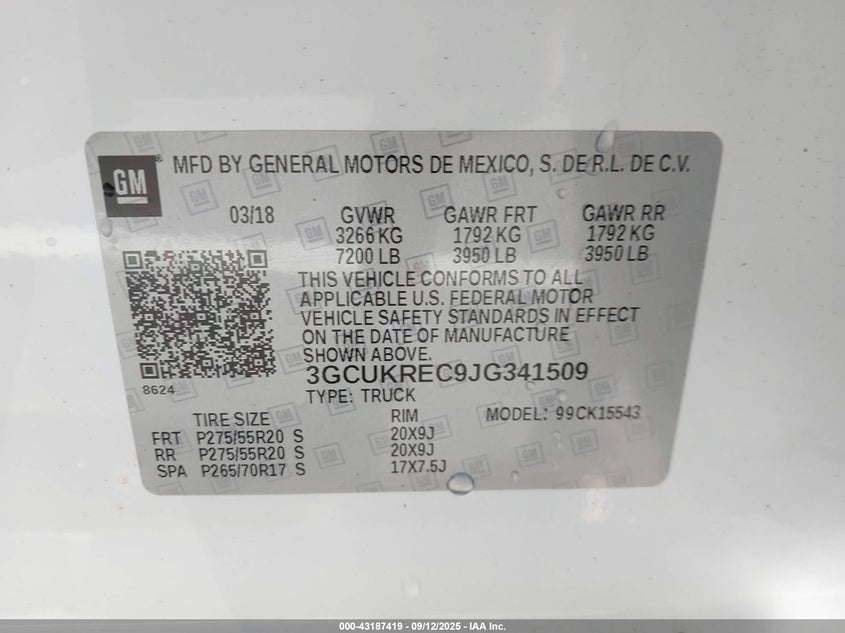 GM ® MFD BY GENERAL MOTORS DE MEXICO, S. DE R.L. DE C.V.
03/18 GVWR GAWR FRT GAWR RR
3266 KG 1792 KG 1792 KG
7200 LB 3950 LB 3950 LB
THIS VEHICLE CONFORMS TO ALL
APPLICABLE U.S. FEDERAL MOTOR
VEHICLE SAFETY STANDARDS IN EFFECT
ON THE DATE OF MANUFACTURE
SHOWN ABOVE.
8624 3GCUKREC9JG341509
TYPE: TRUCK
TIRE SIZE RIM MODEL: 99CK15543
FRT P275/55R20 S 20X9J
RR P275/55R20 S 20X9J
SPA P265/70R17 S 17X7.5J
000-43187419 - 09/12/2025 - IAA Inc.